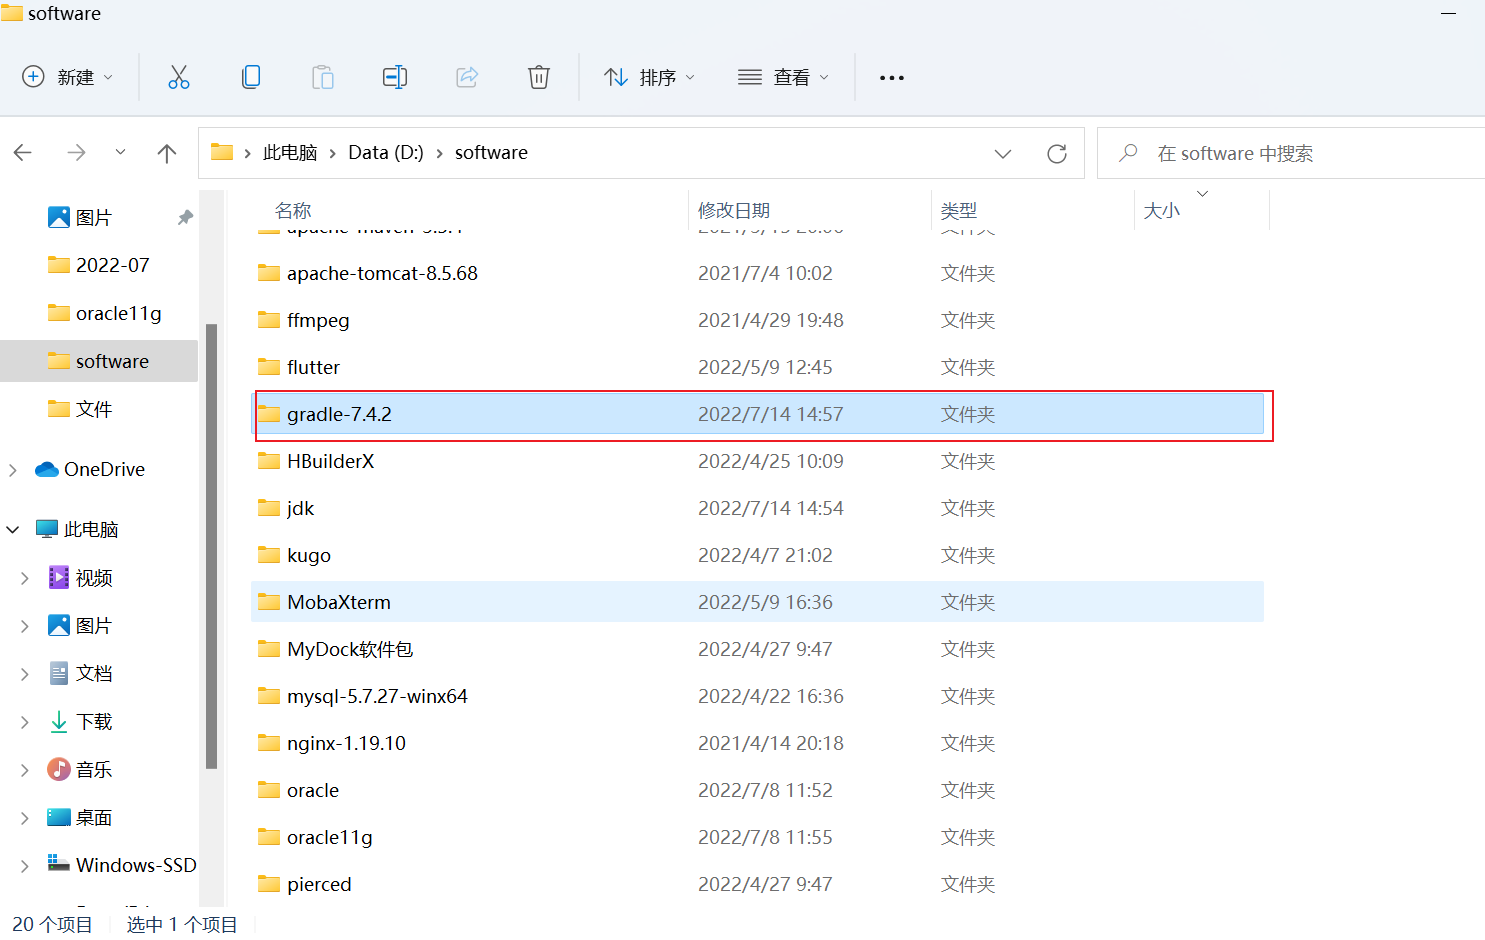 software
新建
排序
查看
此电脑 Data (D:) software
在 software 中搜索
名称 修改日期 类型 大小
图片
2022-07
oracle11g
software
文件
OneDrive
此电脑
视频
图片
文档
下载
音乐
桌面
Windows-SSD
apache-tomcat-8.5.68 2021/7/4 10:02 文件夹
ffmpeg 2021/4/29 19:48 文件夹
flutter 2022/5/9 12:45 文件夹
gradle-7.4.2 2022/7/14 14:57 文件夹
HBuilderX 2022/4/25 10:09 文件夹
jdk 2022/7/14 14:54 文件夹
kugo 2022/4/7 21:02 文件夹
MobaXterm 2022/5/9 16:36 文件夹
MyDock软件包 2022/4/27 9:47 文件夹
mysql-5.7.27-winx64 2022/4/22 16:36 文件夹
nginx-1.19.10 2021/4/14 20:18 文件夹
oracle 2022/7/8 11:52 文件夹
oracle11g 2022/7/8 11:55 文件夹
pierced 2022/4/27 9:47 文件夹
20 个项目 选中 1 个项目